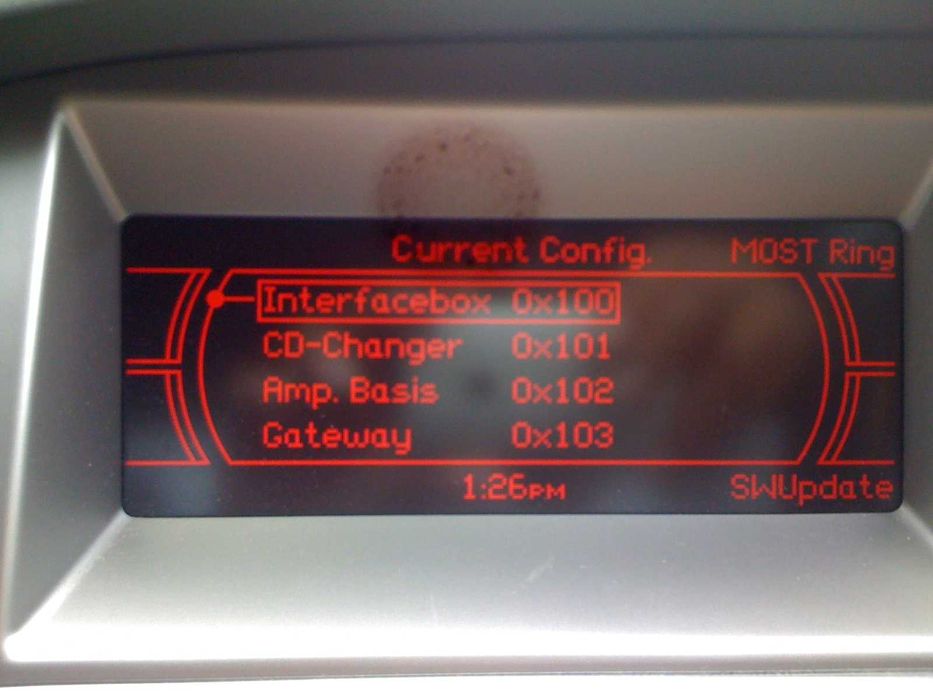 Current Config. MOST Ring
Interfacebox 0x100
CD-Changer 0x101
Amp. Basis 0x102
Gateway 0x103
1:26PM SWUpdate